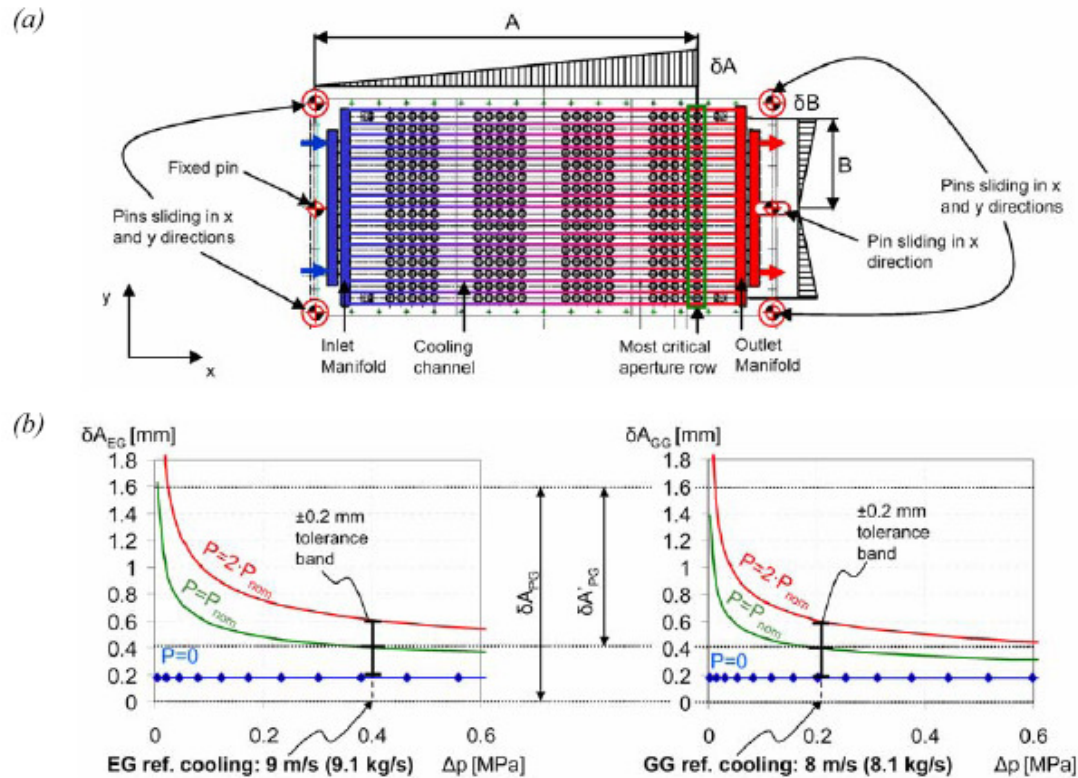 (a)
A
δA
δB
B
Fixed pin
Pins sliding in x
and y directions
Pins sliding in x
and y directions
Pin sliding in x
direction
y
x
Inlet
Manifold
Cooling
channel
Most critical
aperture row
Outlet
Manifold
(b)
δA_EG [mm]
1.8
1.6
1.4
1.2
1
0.8
0.6
0.4
0.2
0
±0.2 mm
tolerance
band
P=2·P_nom
P=P_nom
P=0
0 0.2 0.4 0.6
EG ref. cooling: 9 m/s (9.1 kg/s) Δp [MPa]
δA_PG
δA'_PG
δA_GG [mm]
1.8
1.6
1.4
1.2
1
0.8
0.6
0.4
0.2
0
±0.2 mm
tolerance
band
P=2·P_nom
P=P_nom
P=0
0 0.2 0.4 0.6
GG ref. cooling: 8 m/s (8.1 kg/s) Δp [MPa]